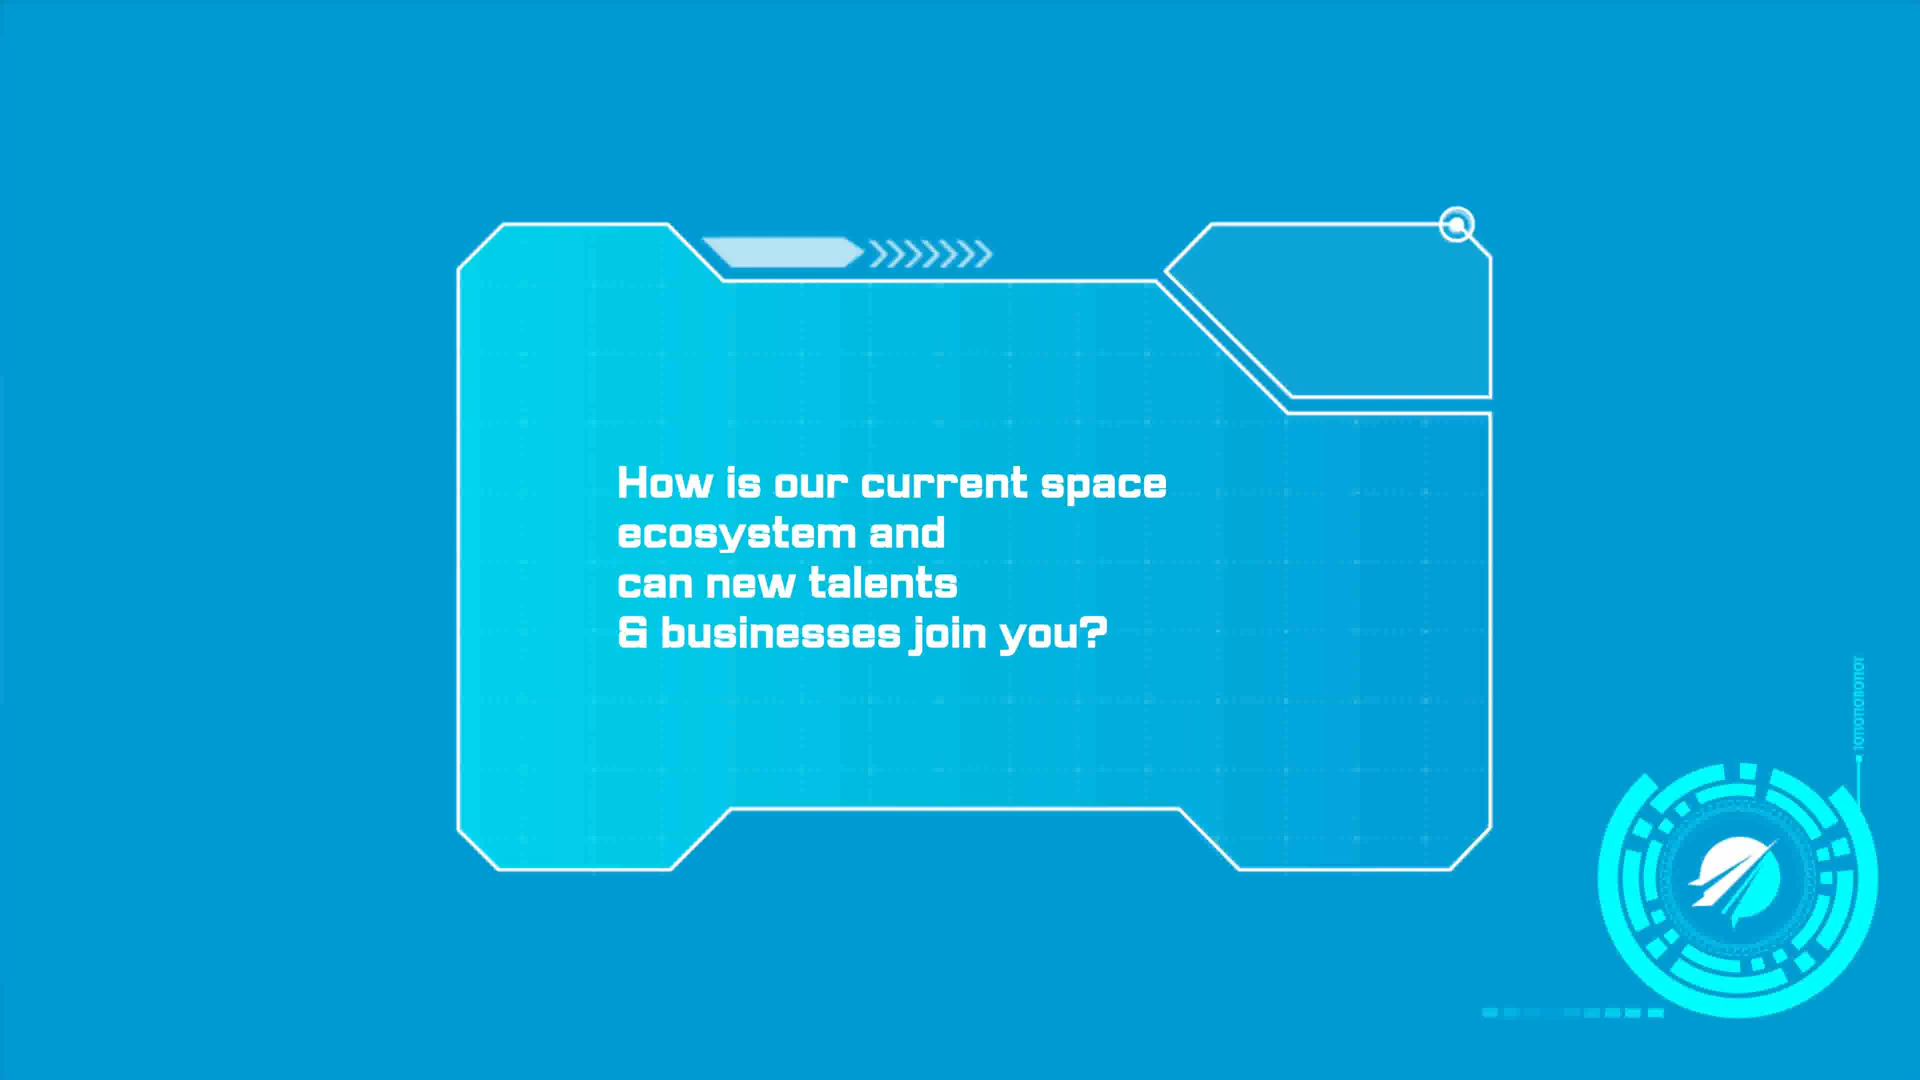 How is our current space
ecosystem and
can new talents
& businesses join you?